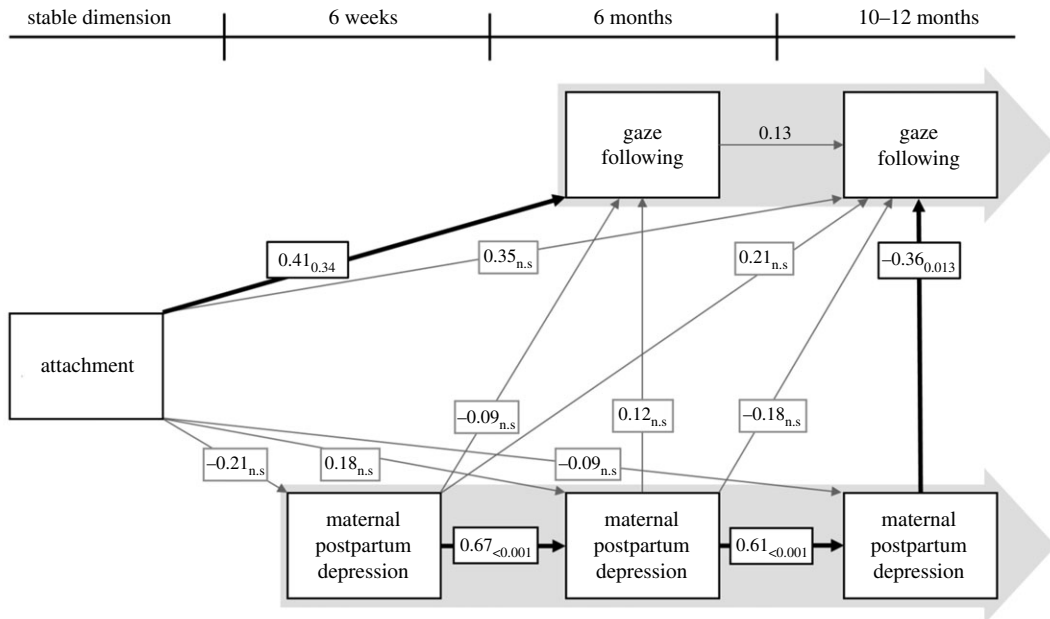 stable dimension 6 weeks 6 months 10–12 months
gaze
following
0.13
gaze
following
0.41 0.34
0.35 n.s
0.21 n.s
–0.36 0.013
attachment
–0.09 n.s
0.12 n.s
–0.18 n.s
–0.21 n.s
0.18 n.s
–0.09 n.s
maternal
postpartum
depression
0.67 <0.001
maternal
postpartum
depression
0.61 <0.001
maternal
postpartum
depression